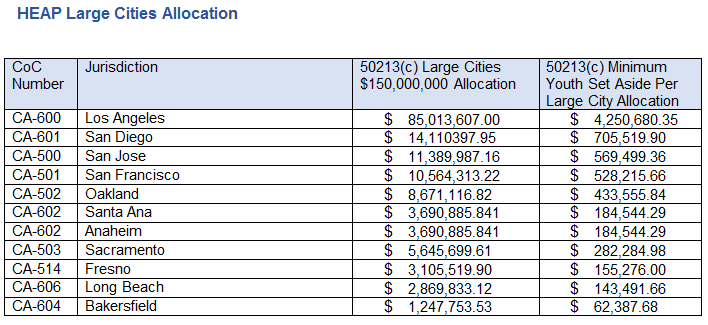 HEAP Large Cities Allocation
CoC Number Jurisdiction 50213(c) Large Cities $150,000,000 Allocation 50213(c) Minimum Youth Set Aside Per Large City Allocation
CA-600 Los Angeles $ 85,013,607.00 $ 4,250,680.35
CA-601 San Diego $ 14,110397.95 $ 705,519.90
CA-500 San Jose $ 11,389,987.16 $ 569,499.36
CA-501 San Francisco $ 10,564,313.22 $ 528,215.66
CA-502 Oakland $ 8,671,116.82 $ 433,555.84
CA-602 Santa Ana $ 3,690,885.841 $ 184,544.29
CA-602 Anaheim $ 3,690,885.841 $ 184,544.29
CA-503 Sacramento $ 5,645,699.61 $ 282,284.98
CA-514 Fresno $ 3,105,519.90 $ 155,276.00
CA-606 Long Beach $ 2,869,833.12 $ 143,491.66
CA-604 Bakersfield $ 1,247,753.53 $ 62,387.68